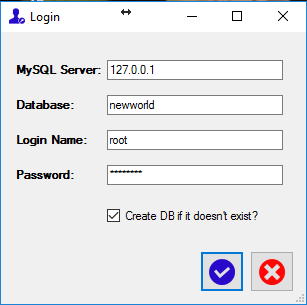 Login
MySQL Server: 127.0.0.1
Database: newworld
Login Name: root
Password: ********
Create DB if it doesn't exist?